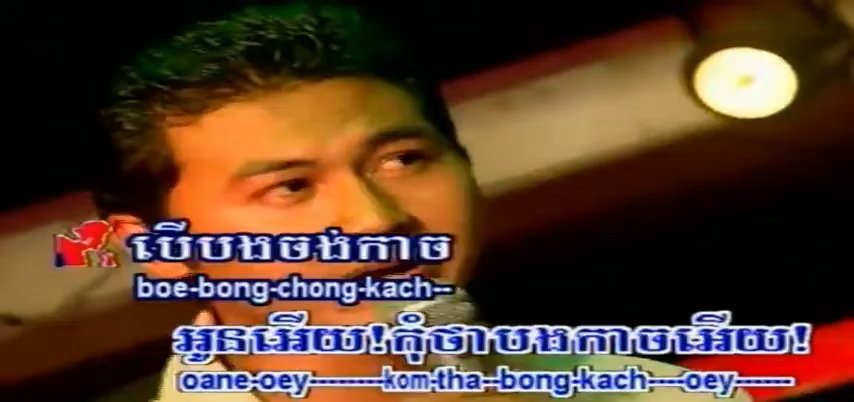 បើបងចង់កាច
boe-bong-chong-kach--
អូនអើយ!កុំថាបងកាចអើយ!
oane-oey--------kom-tha--bong-kach----oey------